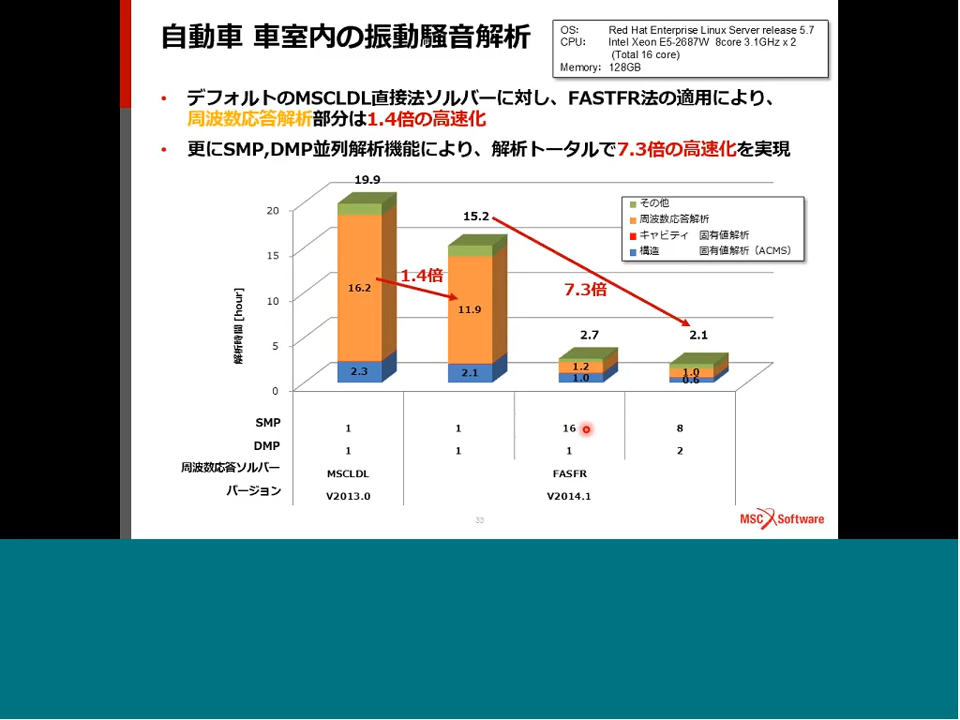 自動車 車室内の振動騒音解析
OS: Red Hat Enterprise Linux Server release 5.7
CPU: Intel Xeon E5-2687W 8core 3.1GHz x 2
(Total 16 core)
Memory: 128GB
• デフォルトのMSCLDL直接法ソルバーに対し、FASTFR法の適用により、
周波数応答解析部分は1.4倍の高速化
• 更にSMP,DMP並列解析機能により、解析トータルで7.3倍の高速化を実現
その他
周波数応答解析
キャビティ 固有値解析
構造 固有値解析（ACMS）
解析時間 [hour]
20
15
10
5
0
19.9
16.2
2.3
1.4倍
15.2
11.9
2.1
7.3倍
2.7
1.2
1.0
2.1
1.0
0.6
SMP 1 1 16 8
DMP 1 1 1 2
周波数応答ソルバー MSCLDL FASFR
バージョン V2013.0 V2014.1
33
MSC Software